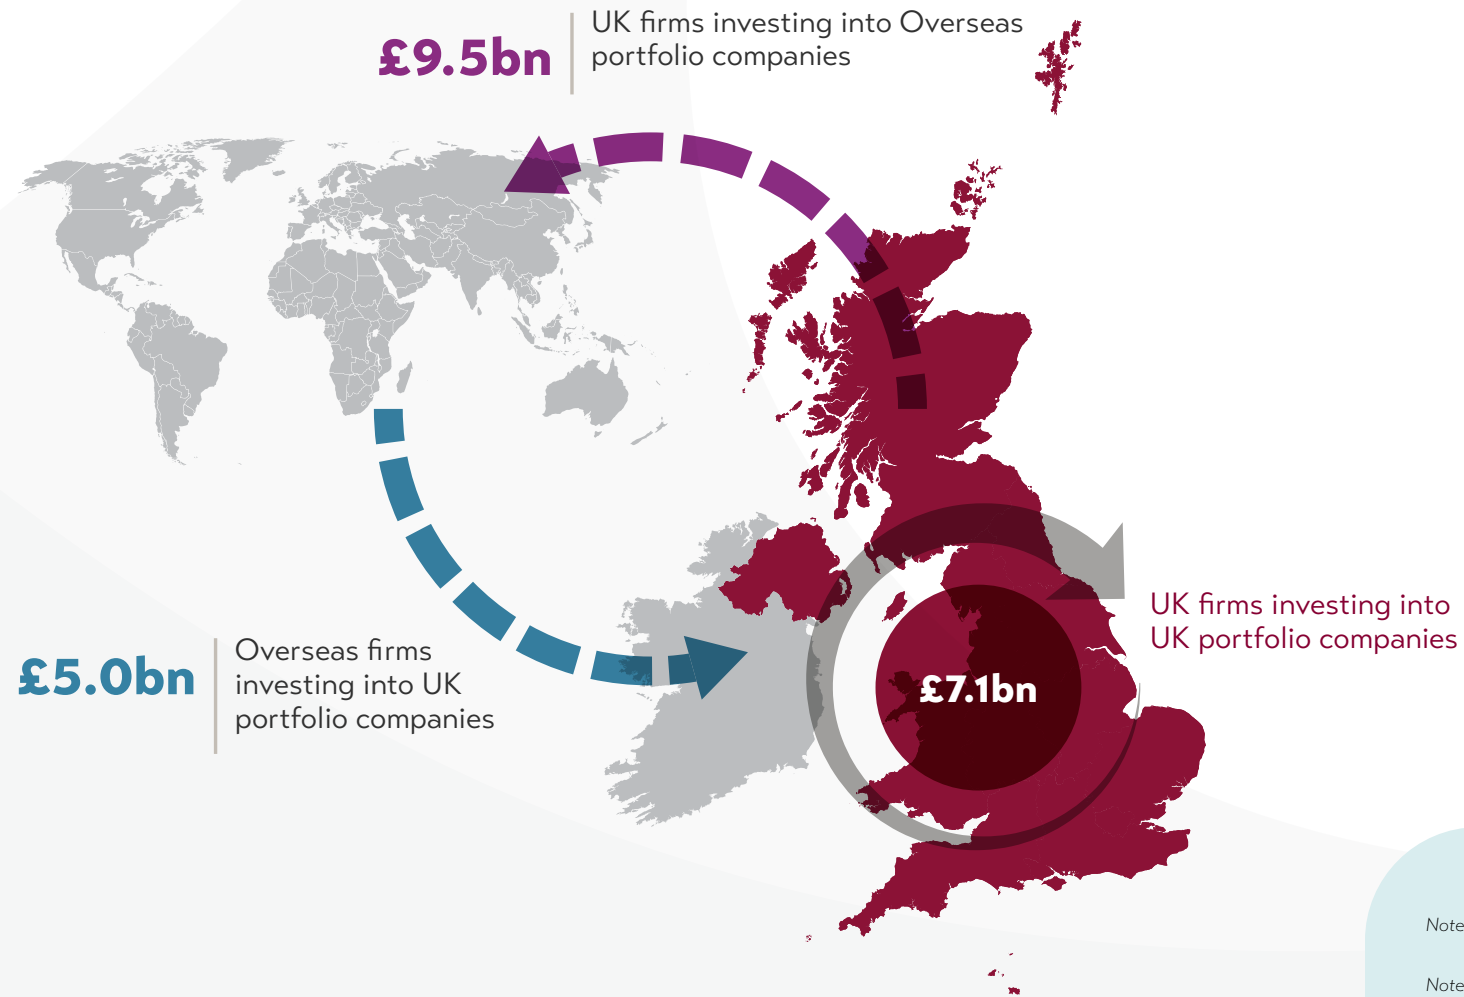 £9.5bn
UK firms investing into Overseas
portfolio companies
£5.0bn
Overseas firms
investing into UK
portfolio companies
£7.1bn
UK firms investing into
UK portfolio companies
Note
Note